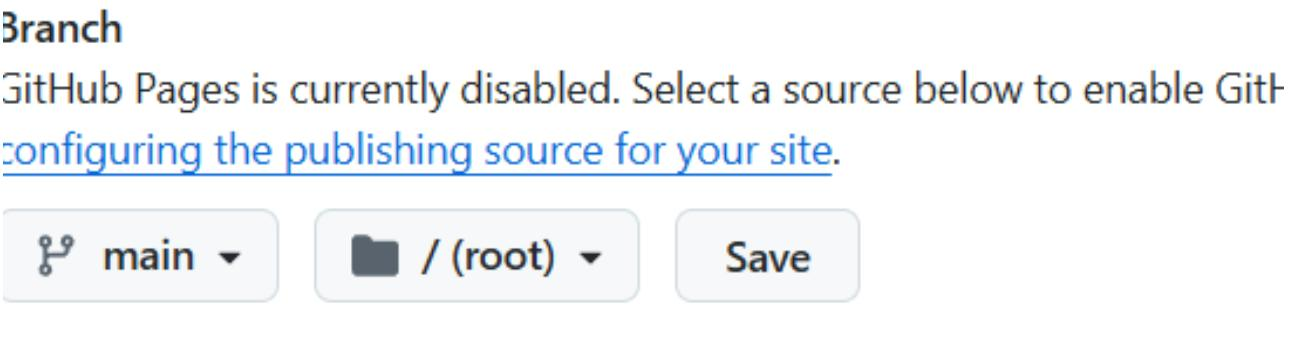 Branch
GitHub Pages is currently disabled. Select a source below to enable GitH
configuring the publishing source for your site.
main
/ (root)
Save